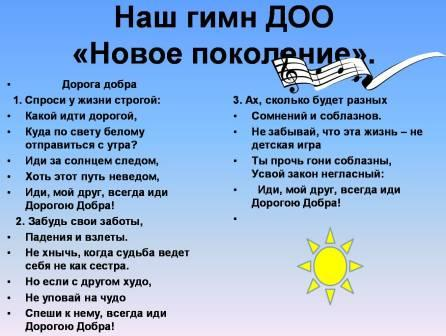 Наш гимн ДОО
«Новое поколение».
• Дорога добра
1. Спроси у жизни строгой:
• Какой идти дорогой,
• Куда по свету белому
отправиться с утра?
• Иди за солнцем следом,
• Хоть этот путь неведом,
• Иди, мой друг, всегда иди
Дорогою Добра!
2. Забудь свои заботы,
• Падения и взлеты.
• Не хнычь, когда судьба ведет
себя не как сестра.
• Но если с другом худо,
• Не уповай на чудо
• Спеши к нему, всегда иди
Дорогою Добра!
3. Ах, сколько будет разных
• Сомнений и соблазнов.
• Не забывай, что эта жизнь – не
детская игра
• Ты прочь гони соблазны,
Усвой закон негласный:
• Иди, мой друг, всегда иди
Дорогою Добра!
•